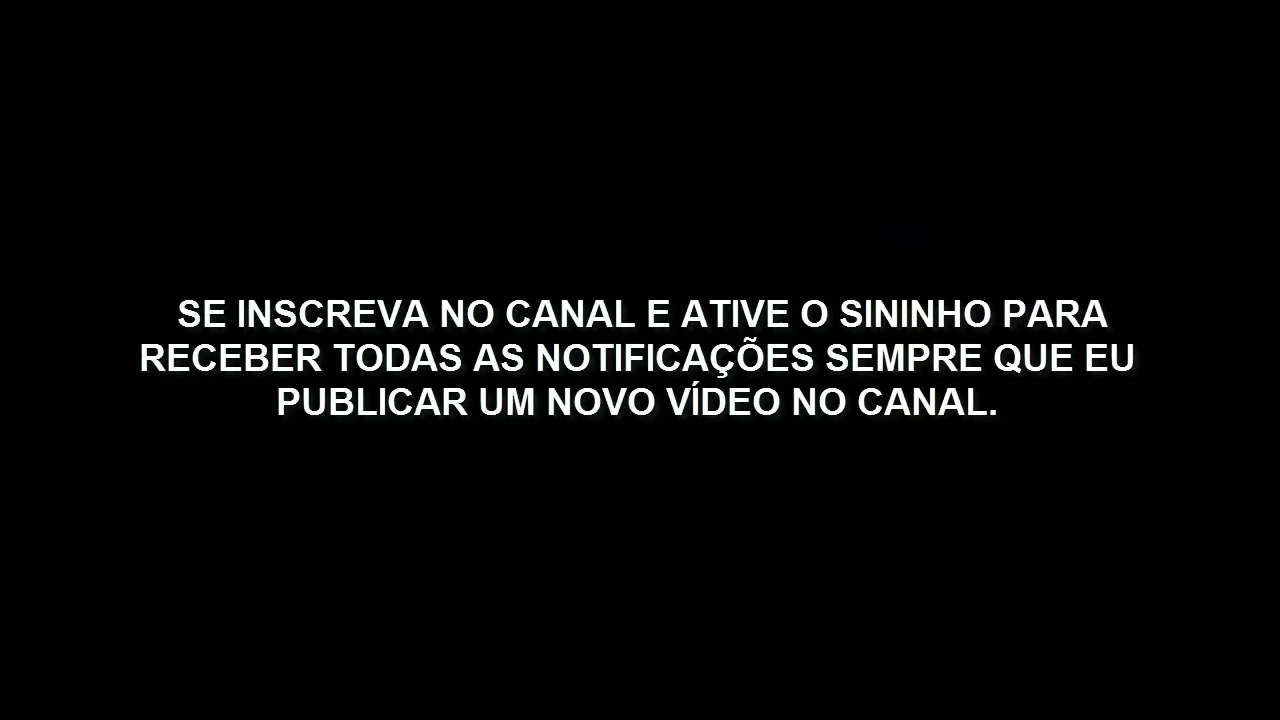 SE INSCREVA NO CANAL E ATIVE O SININHO PARA
RECEBER TODAS AS NOTIFICAÇÕES SEMPRE QUE EU
PUBLICAR UM NOVO VÍDEO NO CANAL.